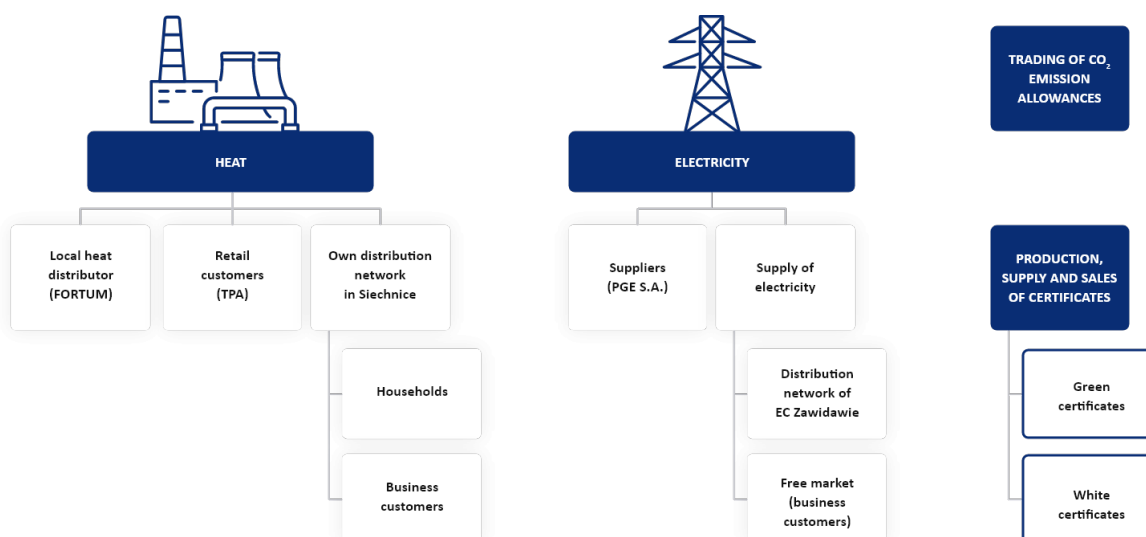 HEAT
Local heat
distributor
(FORTUM)
Retail
customers
(TPA)
Own distribution
network
in Siechnice
Households
Business
customers
ELECTRICITY
Suppliers
(PGE S.A.)
Supply of
electricity
Distribution
network of
EC Zawidawie
Free market
(business
customers)
TRADING OF CO₂
EMISSION
ALLOWANCES
PRODUCTION,
SUPPLY AND SALES
OF CERTIFICATES
Green
certificates
White
certificates